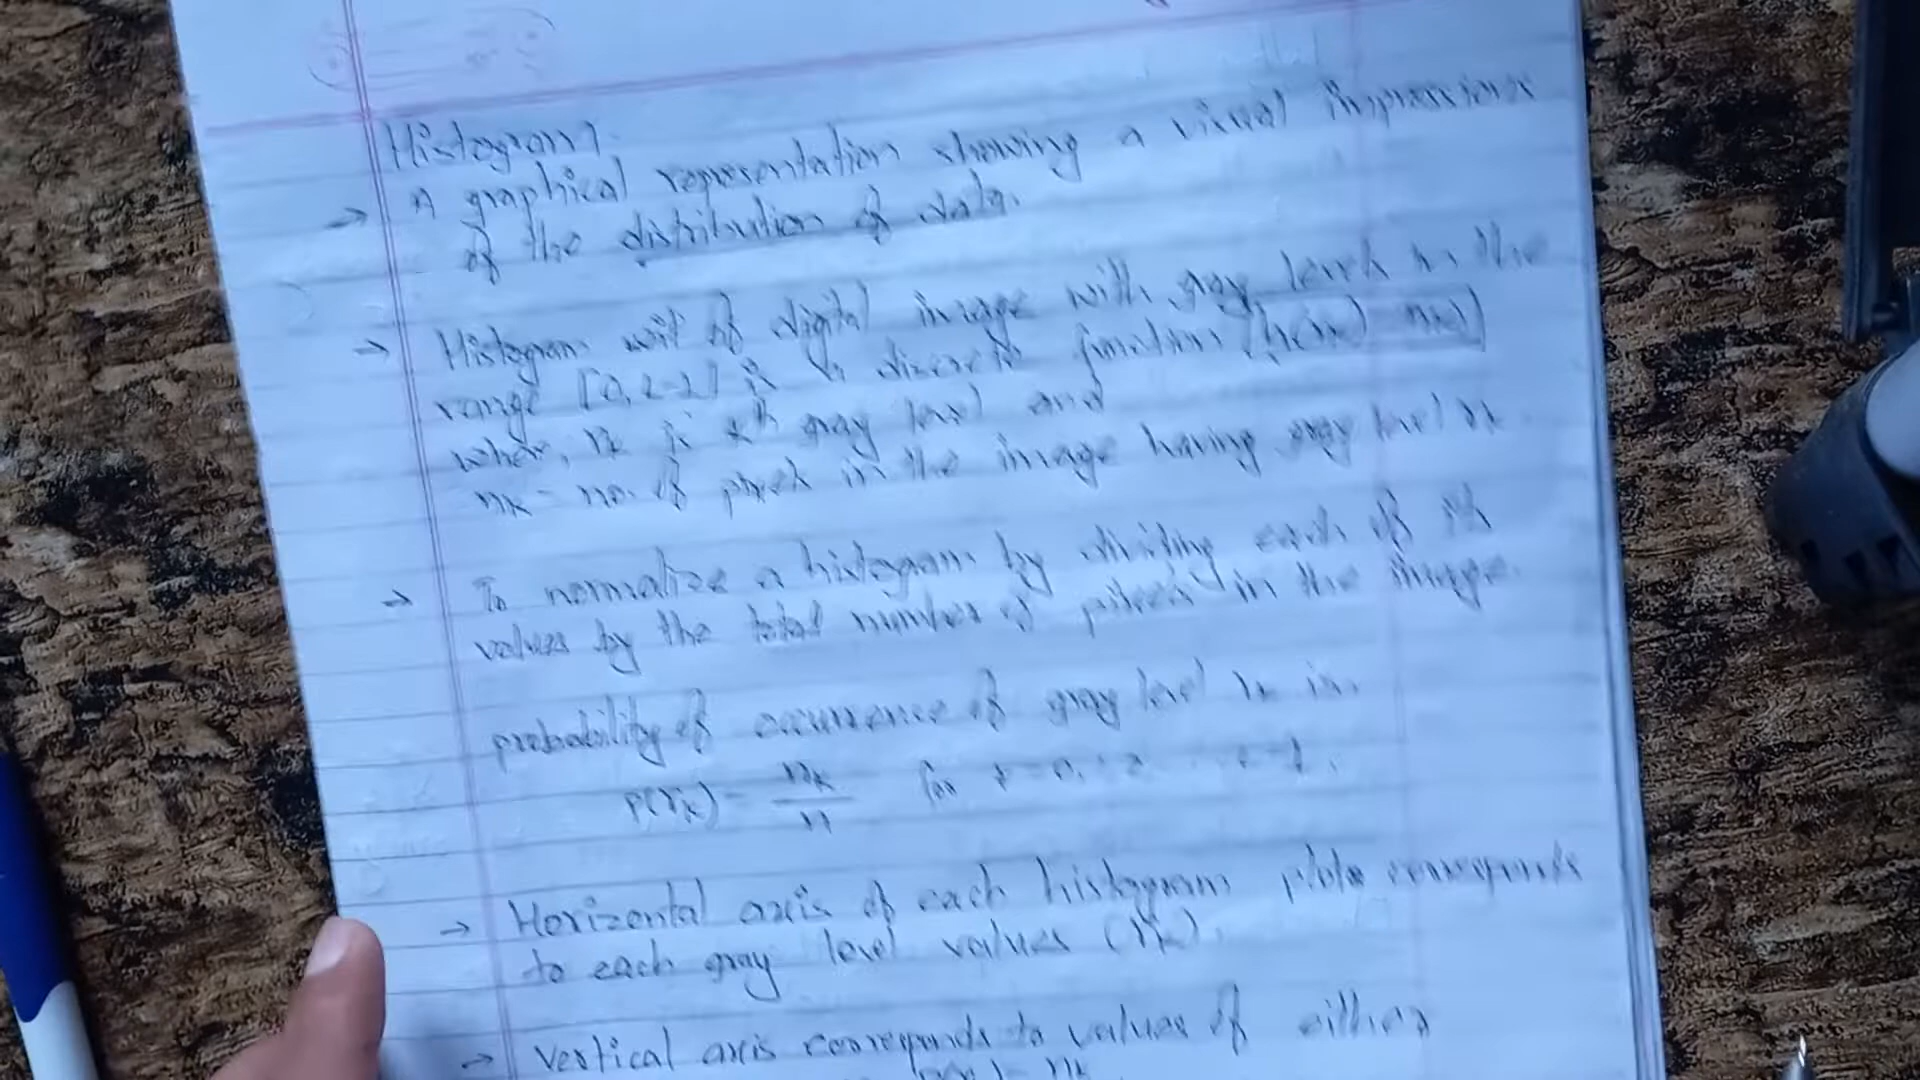 Histogram.
→ A graphical representation showing a visual impressions
of the distribution of data.
→ Histogram of digital image with gray levels in the
range [0, L-1] is a discrete function [h(rk) = nk]
where, rk is kth gray level and
nk = no. of pixels in the image having gray level rk.
→ To normalize a histogram by dividing each of its
values by the total number of pixels in the image.
probability of occurrence of gray level rk is.
P(rk) = nk / n for
→ Horizontal axis of each histogram plots corresponds
to each gray level values (rk).
→ Vertical axis corresponds to values of either
= nk